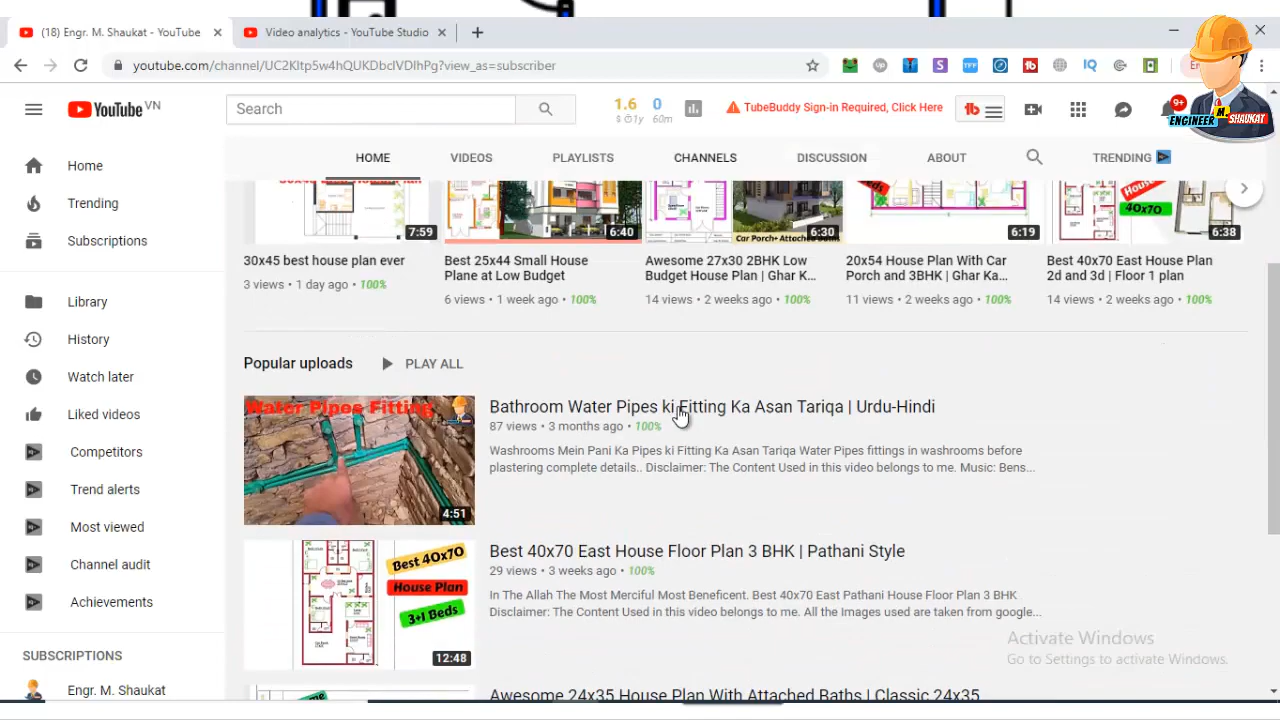 (18) Engr. M. Shaukat - YouTube
Video analytics - YouTube Studio
youtube.com/channel/UC2KItp5w4hQUKDbcIVDIhPg?view_as=subscriber
ENGINEER M. SHAUKAT
YouTube VN
Search
1.6
0
$ 1y
60m
TubeBuddy Sign-in Required, Click Here
9+
HOME
VIDEOS
PLAYLISTS
CHANNELS
DISCUSSION
ABOUT
TRENDING
Home
Trending
Subscriptions
Library
History
Watch later
Liked videos
Competitors
Trend alerts
Most viewed
Channel audit
Achievements
SUBSCRIPTIONS
Engr. M. Shaukat
7:59
6:40
Car Porch+ Attached
6:30
6:19
40x70
6:38
30x45 best house plan ever
3 views • 1 day ago • 100%
Best 25x44 Small House
Plane at Low Budget
6 views • 1 week ago • 100%
Awesome 27x30 2BHK Low
Budget House Plan | Ghar K...
14 views • 2 weeks ago • 100%
20x54 House Plan With Car
Porch and 3BHK | Ghar Ka...
11 views • 2 weeks ago • 100%
Best 40x70 East House Plan
2d and 3d | Floor 1 plan
14 views • 2 weeks ago • 100%
Popular uploads
PLAY ALL
Water Pipes Fitting
4:51
Bathroom Water Pipes ki Fitting Ka Asan Tariqa | Urdu-Hindi
87 views • 3 months ago • 100%
Washrooms Mein Pani Ka Pipes ki Fitting Ka Asan Tariqa Water Pipes fittings in washrooms before
plastering complete details.. Disclaimer: The Content Used in this video belongs to me. Music: Bens...
Best 40x70
House Plan
3+1 Beds
12:48
Best 40x70 East House Floor Plan 3 BHK | Pathani Style
29 views • 3 weeks ago • 100%
In The Allah The Most Merciful Most Beneficent. Best 40x70 East Pathani House Floor Plan 3 BHK
Disclaimer: The Content Used in this video belongs to me. All the Images used are taken from google...
Awesome 24x35 House Plan With Attached Baths | Classic 24x35
Activate Windows
Go to Settings to activate Windows.